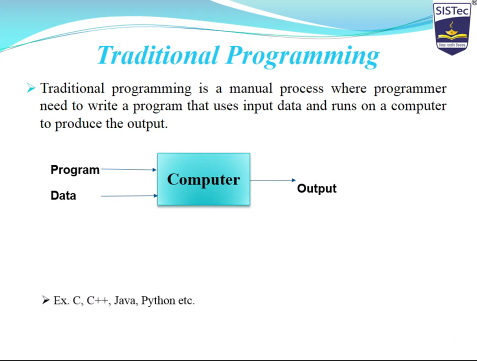 SISTec
®
Traditional Programming
➢ Traditional programming is a manual process where programmer
need to write a program that uses input data and runs on a computer
to produce the output.
Program
Data
Computer
Output
➢ Ex. C, C++, Java, Python etc.